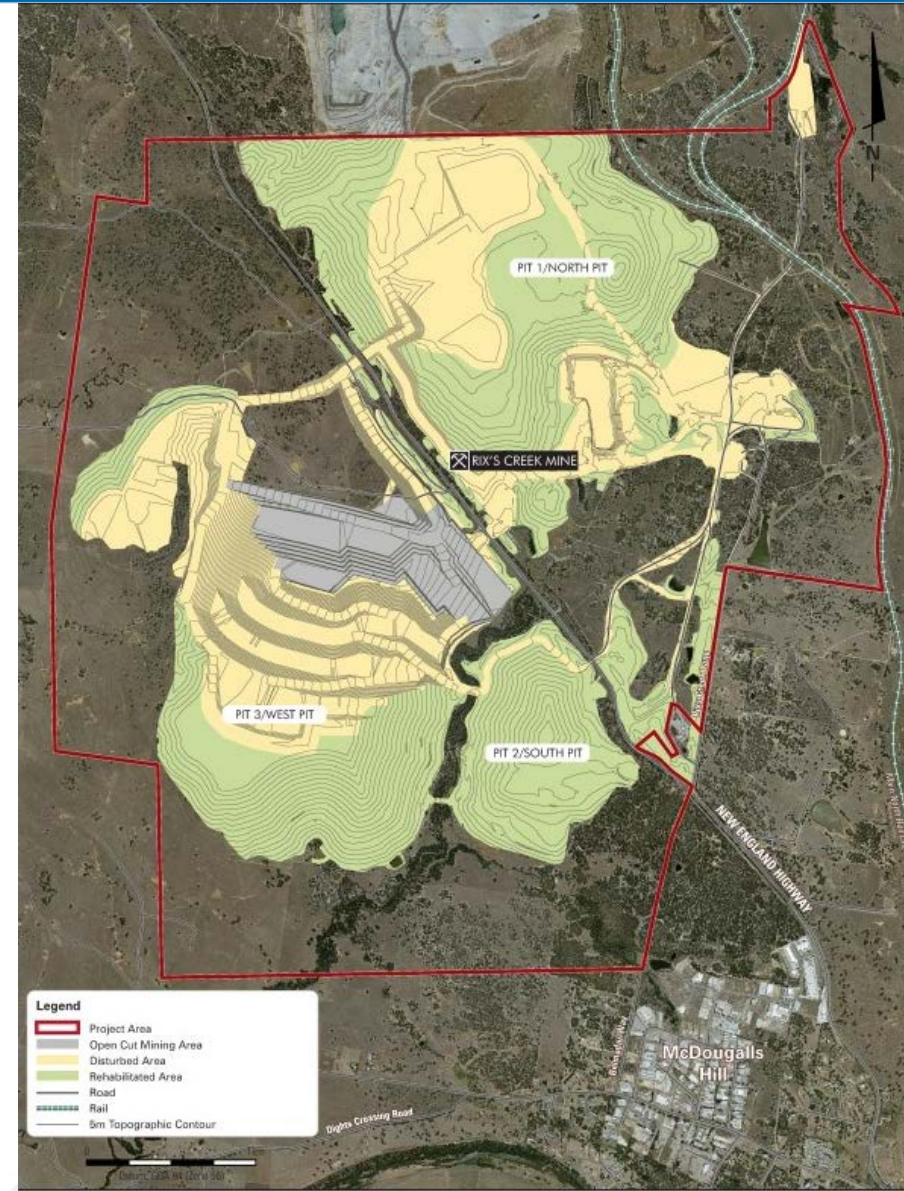 N
PIT 1/NORTH PIT
RIX'S CREEK MINE
PIT 3/WEST PIT
PIT 2/SOUTH PIT
NEW ENGLAND HIGHWAY
McDougalls
Hill
Dights Crossing Road
Legend
Project Area
Open Cut Mining Area
Disturbed Area
Rehabilitated Area
Road
Rail
5m Topographic Contour